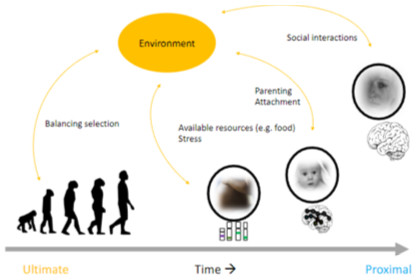 Social interactions
Environment
Parenting
Attachment
Balancing selection
Available resources (e.g. food)
Stress
Ultimate
Time →
Proximal